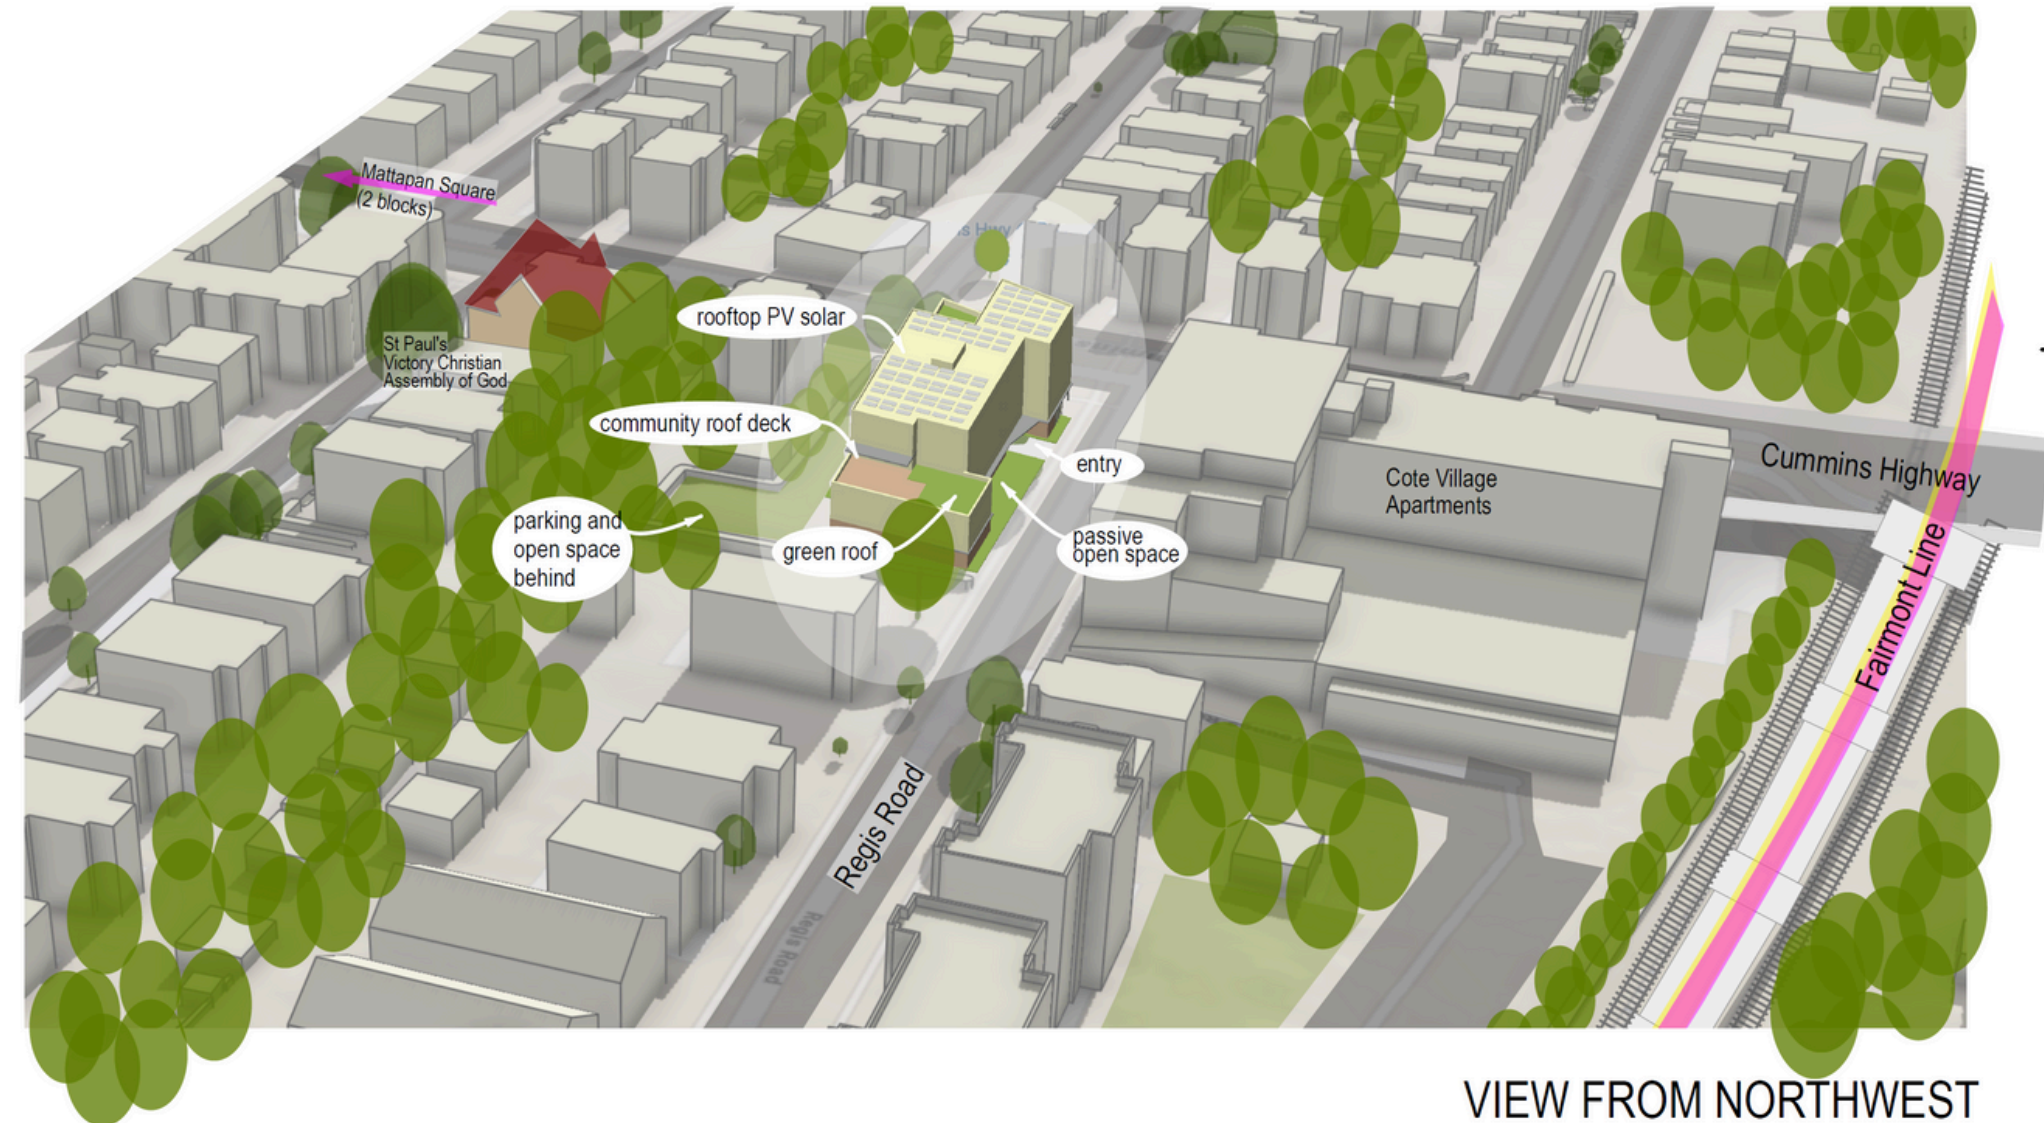 Mattapan Square
(2 blocks)
rooftop PV solar
St Paul's
Victory Christian
Assembly of God
community roof deck
entry
Cote Village
Apartments
Cummins Highway
parking and
open space
behind
green roof
passive
open space
Fairmont Line
Regis Road
Regis Road
VIEW FROM NORTHWEST